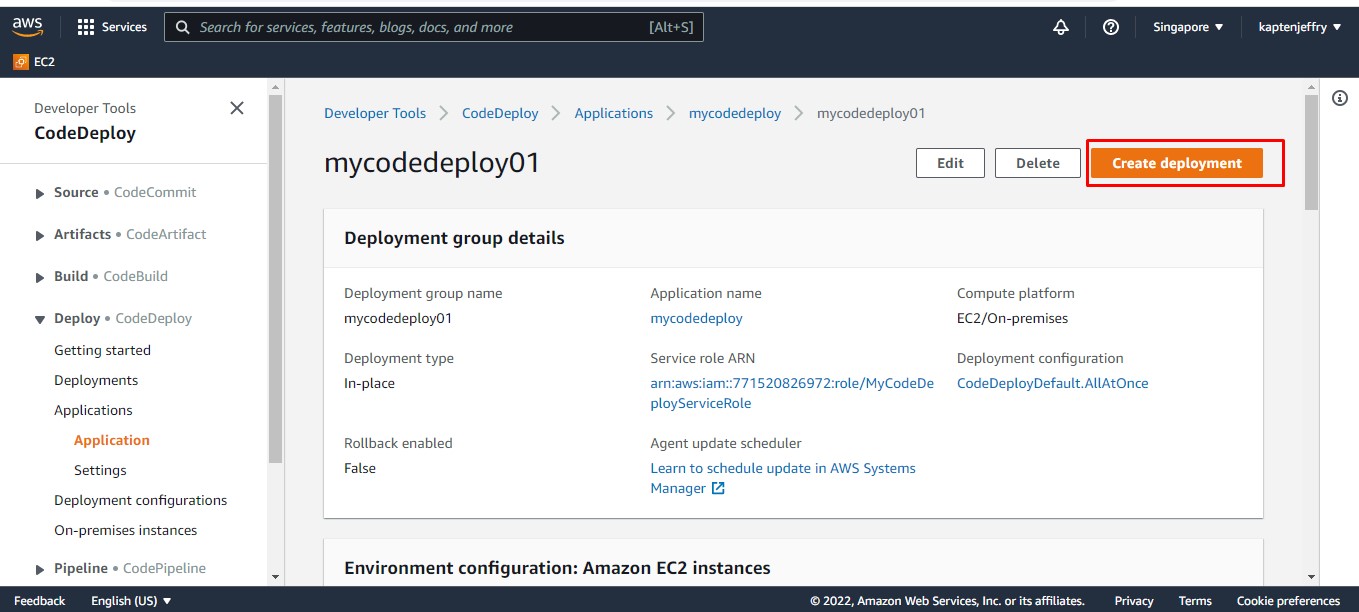 aws
Services
Search for services, features, blogs, docs, and more
[Alt+S]
Singapore
kaptenjeffry
EC2
Developer Tools
CodeDeploy
Source • CodeCommit
Artifacts • CodeArtifact
Build • CodeBuild
Deploy • CodeDeploy
Getting started
Deployments
Applications
Application
Settings
Deployment configurations
On-premises instances
Pipeline • CodePipeline
Developer Tools > CodeDeploy > Applications > mycodedeploy > mycodedeploy01
mycodedeploy01
Edit
Delete
Create deployment
Deployment group details
Deployment group name
mycodedeploy01
Application name
mycodedeploy
Compute platform
EC2/On-premises
Deployment type
In-place
Service role ARN
arn:aws:iam::771520826972:role/MyCodeDe
ployServiceRole
Deployment configuration
CodeDeployDefault.AllAtOnce
Rollback enabled
False
Agent update scheduler
Learn to schedule update in AWS Systems
Manager
Environment configuration: Amazon EC2 instances
Feedback
English (US)
© 2022, Amazon Web Services, Inc. or its affiliates.
Privacy
Terms
Cookie preferences